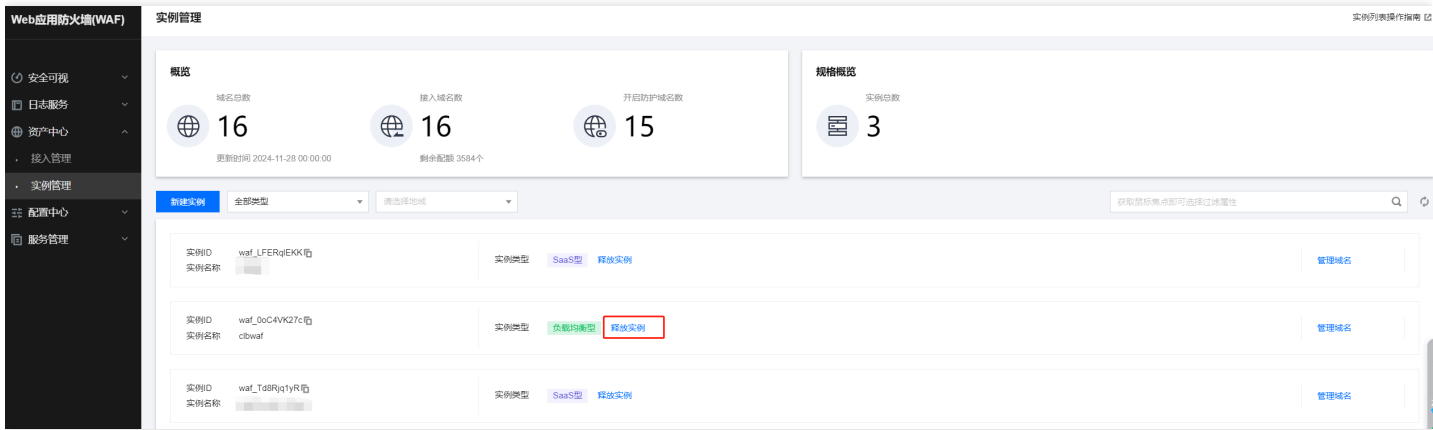 Web应用防火墙(WAF)
安全可视
日志服务
资产中心
接入管理
实例管理
配置中心
服务管理
实例管理
实例列表操作指南
概览
域名总数
16
更新时间 2024-11-28 00:00:00
接入域名数
16
剩余配额 3584个
开启防护域名数
15
规格概览
实例总数
3
新建实例 全部类型 请选择地域 获取鼠标焦点即可选择过滤属性
实例ID waf_LFERqlEKK 实例类型 SaaS型 释放实例 管理域名
实例名称
实例ID waf_0oC4VK27c 实例类型 负载均衡型 释放实例 管理域名
实例名称 clbwaf
实例ID waf_Td8Rjq1yR 实例类型 SaaS型 释放实例 管理域名
实例名称